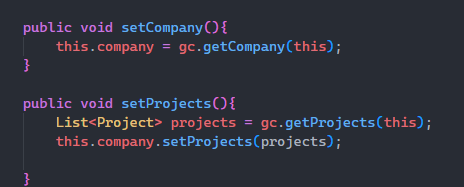 public void setCompany(){
    this.company = gc.getCompany(this);
}
public void setProjects(){
    List<Project> projects = gc.getProjects(this);
    this.company.setProjects(projects);
}